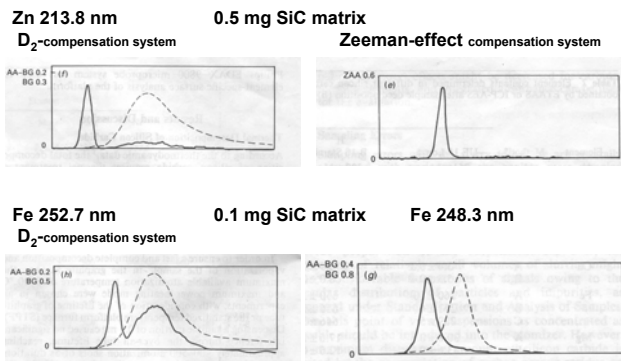 Zn 213.8 nm 0.5 mg SiC matrix
D2-compensation system Zeeman-effect compensation system
AA–BG 0.2 (f)
BG 0.3
0
ZAA 0.6 (e)
0
Fe 252.7 nm 0.1 mg SiC matrix Fe 248.3 nm
D2-compensation system
AA–BG 0.2 (h)
BG 0.5
0
AA–BG 0.4
BG 0.8 (g)
0